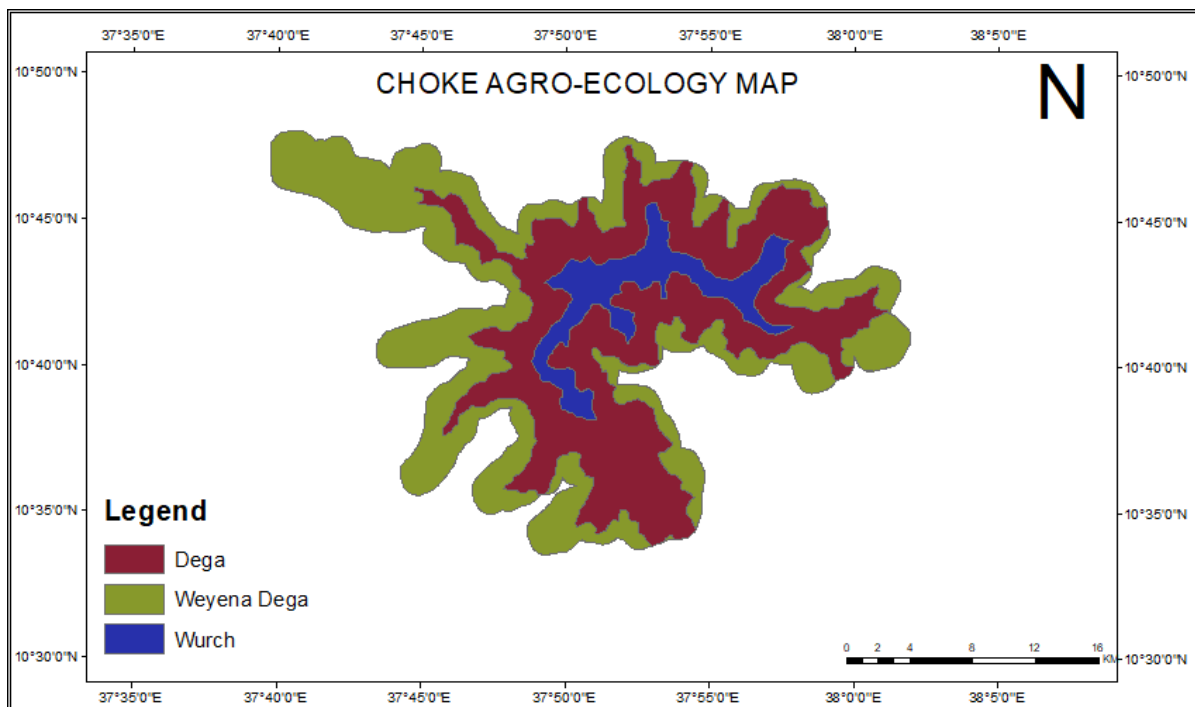 37°35'0"E 37°40'0"E 37°45'0"E 37°50'0"E 37°55'0"E 38°0'0"E 38°5'0"E
10°50'0"N 10°50'0"N
CHOKE AGRO-ECOLOGY MAP
N
10°45'0"N 10°45'0"N
10°40'0"N 10°40'0"N
10°35'0"N 10°35'0"N
Legend
Dega
Weyena Dega
Wurch
0 2 4 8 12 16
KM
10°30'0"N 10°30'0"N
37°35'0"E 37°40'0"E 37°45'0"E 37°50'0"E 37°55'0"E 38°0'0"E 38°5'0"E